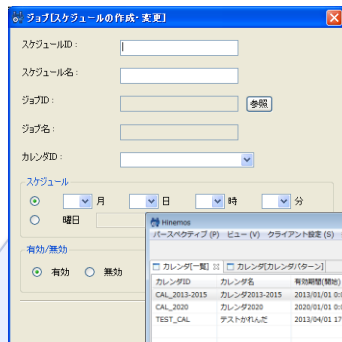 ジョブ[スケジュールの作成・変更]
スケジュールID：
スケジュール名：
ジョブID：
参照
ジョブ名：
カレンダID：
スケジュール
月 日 時 分
曜日
Hinemos
パースペクティブ (P) ビュー (V) クライアント設定 (S)
有効/無効
有効 無効
カレンダ[一覧] カレンダ[カレンダパターン]
カレンダID カレンダ名 有効期間(開始)
CAL_2013-2015 カレンダ2013-2015 2013/01/01 0:0
CAL_2020 カレンダ2020 2020/01/01 0:0
TEST_CAL テストかれんだ 2013/04/01 17